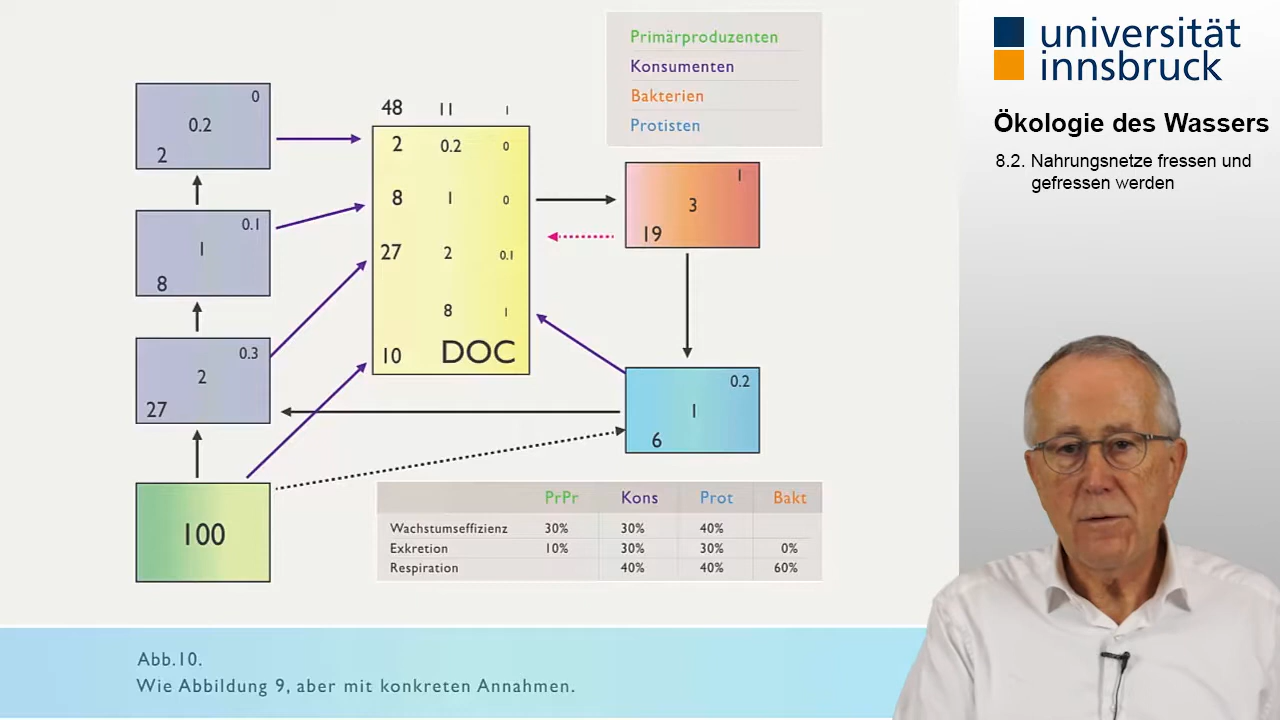 universität
innsbruck
Ökologie des Wassers
8.2. Nahrungsnetze fressen und
gefressen werden
Primärproduzenten
Konsumenten
Bakterien
Protisten
0
0.2
2
0.1
1
8
0.3
2
27
100
48 11 1
2 0.2 0
8 1 0
27 2 0.1
8 1
10 DOC
1
3
19
0.2
1
6
PrPr Kons Prot Bakt
Wachstumseffizienz 30% 30% 40%
Exkretion 10% 30% 30% 0%
Respiration 40% 40% 60%
Abb.10.
Wie Abbildung 9, aber mit konkreten Annahmen.